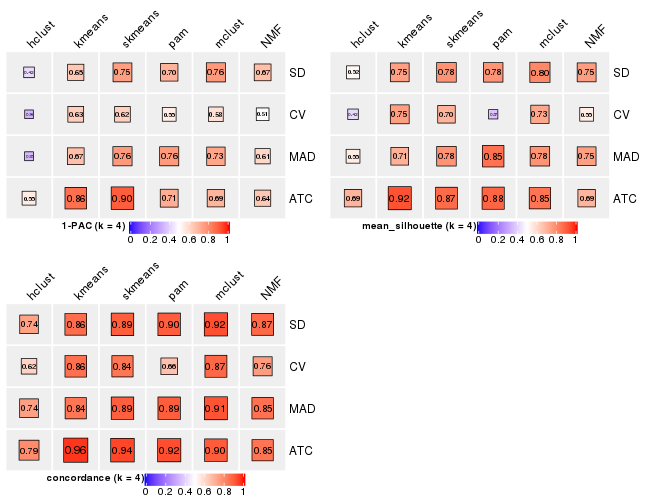 hclust kmeans skmeans pam mclust NMF
0.65 0.75 0.70 0.76 0.67 SD
0.63 0.62 0.55 0.58 0.51 CV
0.67 0.76 0.76 0.73 0.61 MAD
0.55 0.86 0.90 0.71 0.69 0.64 ATC
1-PAC (k = 4)
0 0.2 0.4 0.6 0.8 1
hclust kmeans skmeans pam mclust NMF
0.52 0.75 0.78 0.78 0.80 0.75 SD
0.75 0.70 0.73 0.55 CV
0.55 0.71 0.78 0.85 0.78 0.75 MAD
0.69 0.92 0.87 0.88 0.85 0.69 ATC
mean_silhouette (k = 4)
0 0.2 0.4 0.6 0.8 1
hclust kmeans skmeans pam mclust NMF
0.74 0.86 0.89 0.90 0.92 0.87 SD
0.62 0.86 0.84 0.66 0.87 0.76 CV
0.74 0.84 0.89 0.89 0.91 0.85 MAD
0.79 0.96 0.94 0.92 0.90 0.85 ATC
concordance (k = 4)
0 0.2 0.4 0.6 0.8 1